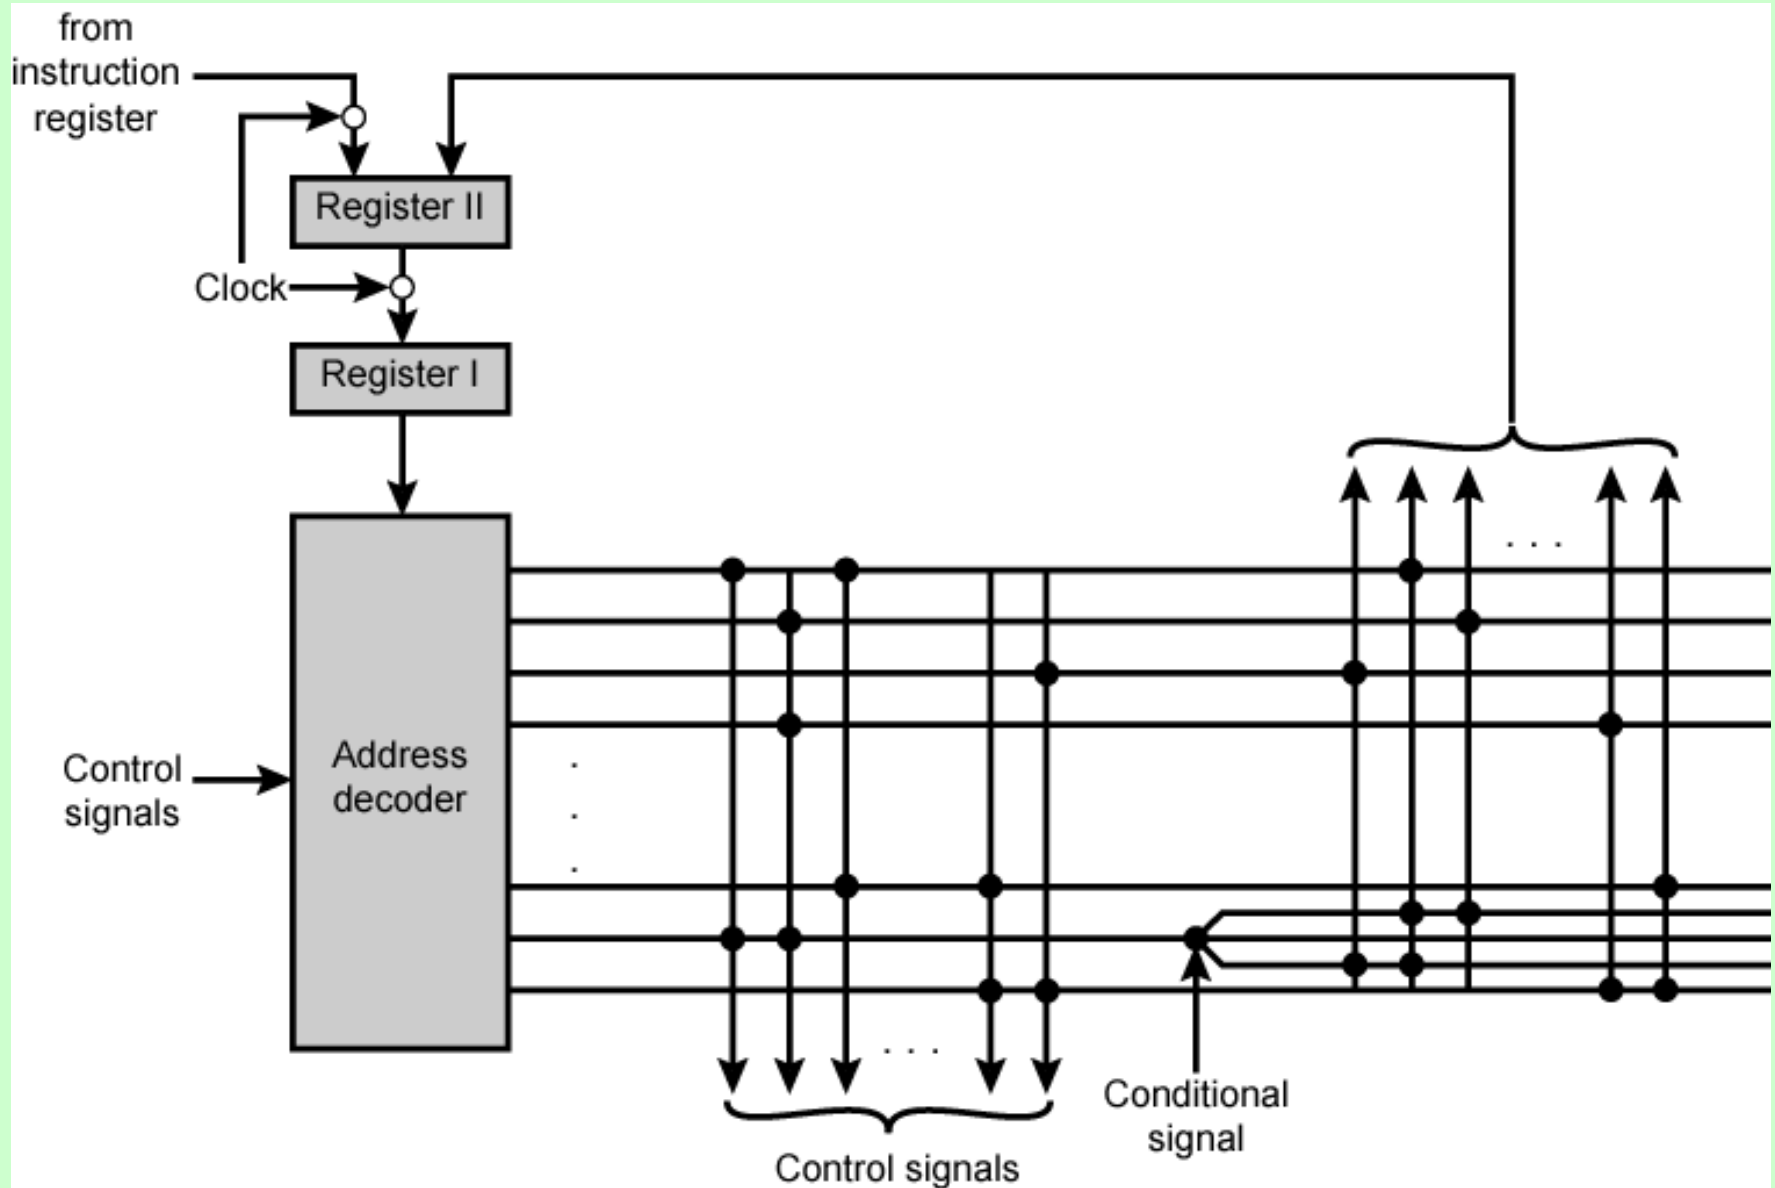 from
instruction
register
Register II
Clock
Register I
. . .
Control
signals
Address
decoder
.
.
.
. . .
Conditional
signal
Control signals